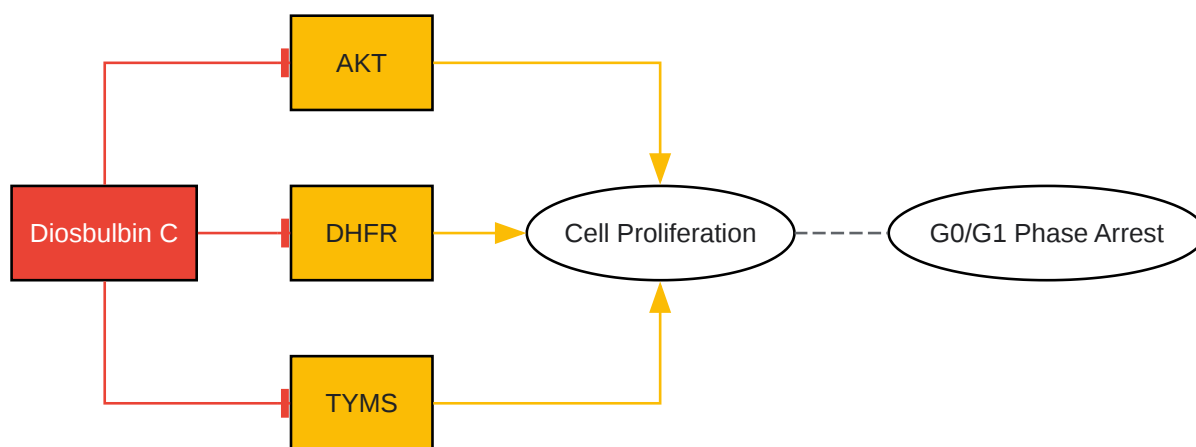 AKT
Diosbulbin C
DHFR
Cell Proliferation
G0/G1 Phase Arrest
TYMS